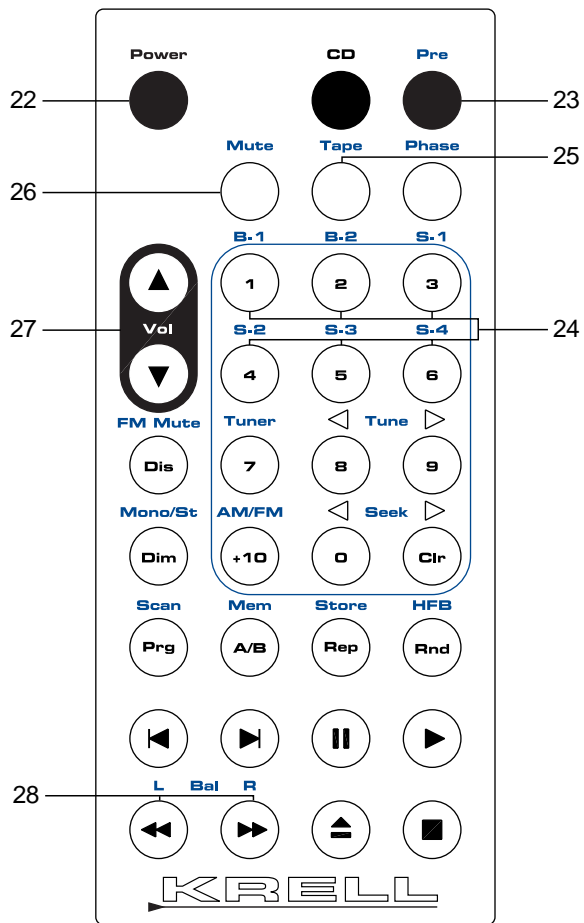 Power CD Pre
22 23
Mute Tape Phase 25
26
B-1 B-2 S-1
1 2 3
27 Vol S-2 S-3 S-4 24
4 5 6
FM Mute Tuner Tune
Dis 7 8 9
Mono/St AM/FM Seek
Dim +10 0 Clr
Scan Mem Store HFB
Prg A/B Rep Rnd
28 L Bal R
KRELL